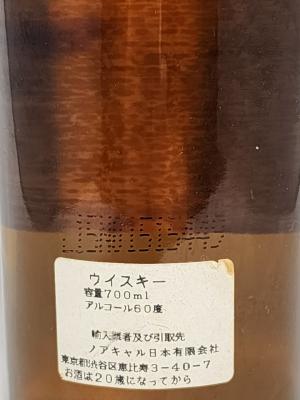 ウイスキー
容量700ml
アルコール60度
輸入業者及び引取先
ノアキャル日本有限会社
東京都渋谷区恵比寿3-40-7
お酒は20歳になってから